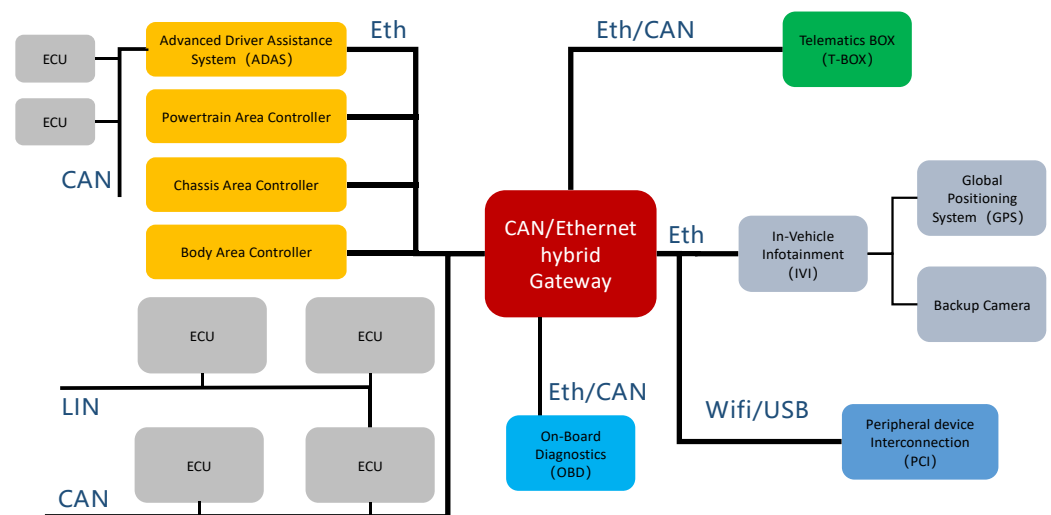 ECU
ECU
CAN
Advanced Driver Assistance
System (ADAS)
Powertrain Area Controller
Chassis Area Controller
Body Area Controller
Eth
Eth/CAN
Telematics BOX
(T-BOX)
CAN/Ethernet
hybrid
Gateway
Eth
In-Vehicle
Infotainment
(IVI)
Global
Positioning
System (GPS)
Backup Camera
ECU
ECU
LIN
ECU
ECU
CAN
Eth/CAN
On-Board
Diagnostics
(OBD)
Wifi/USB
Peripheral device
Interconnection
(PCI)